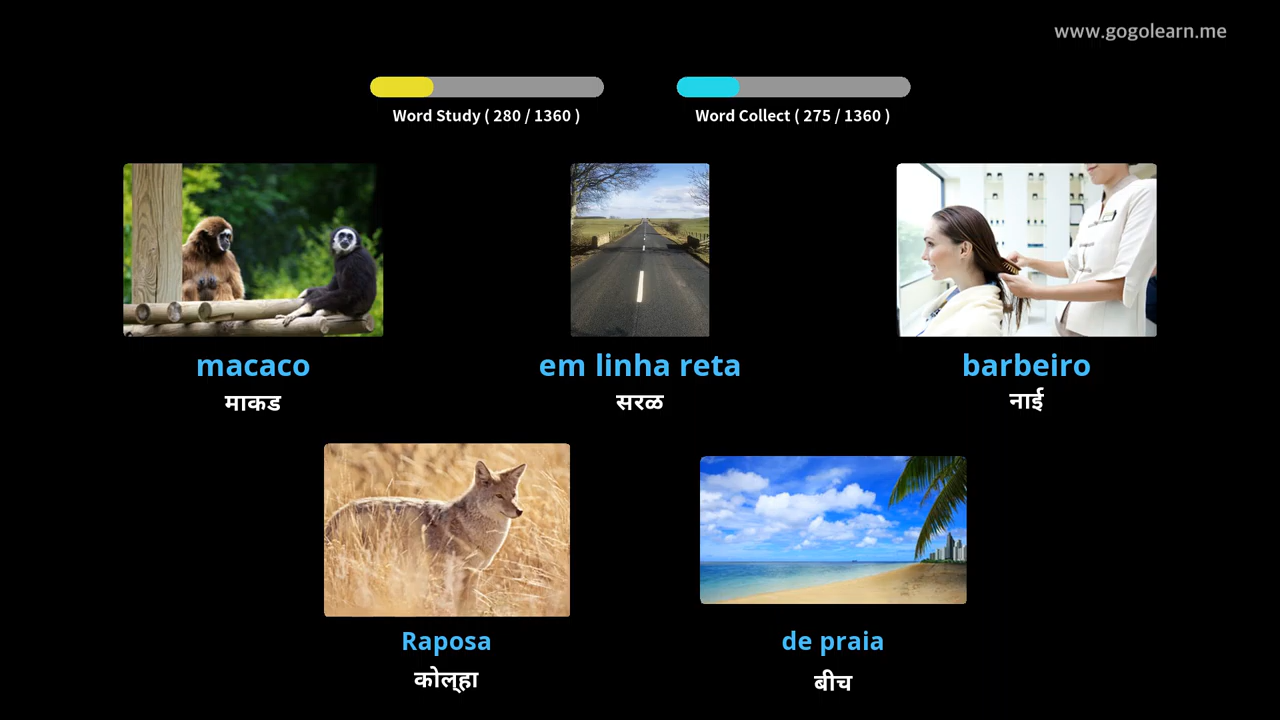 www.gogolearn.me
Word Study ( 280 / 1360 )
Word Collect ( 275 / 1360 )
macaco
माकड
em linha reta
सरळ
barbeiro
नाई
Raposa
कोल्हा
de praia
बीच